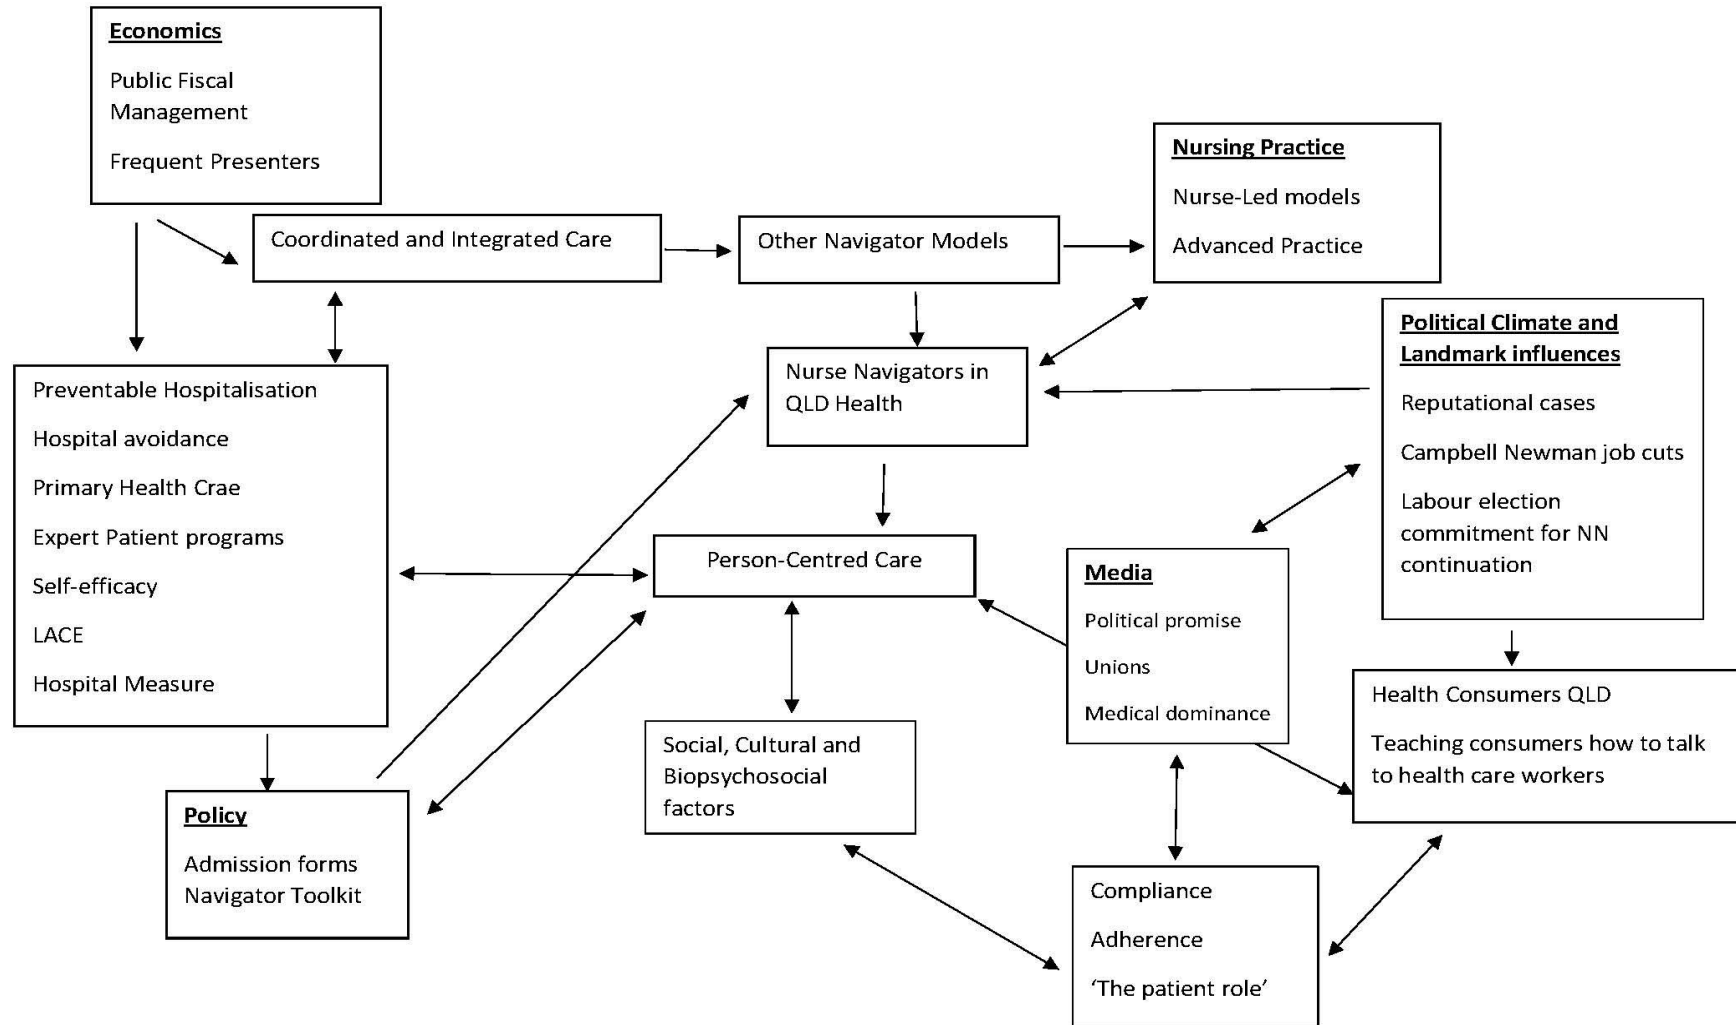 Economics
Public Fiscal
Management
Frequent Presenters
Nursing Practice
Nurse-Led models
Advanced Practice
Coordinated and Integrated Care
Other Navigator Models
Political Climate and
Landmark influences
Reputational cases
Campbell Newman job cuts
Labour election
commitment for NN
continuation
Nurse Navigators in
QLD Health
Preventable Hospitalisation
Hospital avoidance
Primary Health Crae
Expert Patient programs
Self-efficacy
LACE
Hospital Measure
Person-Centred Care
Media
Political promise
Unions
Medical dominance
Health Consumers QLD
Teaching consumers how to talk
to health care workers
Social, Cultural and
Biopsychosocial
factors
Policy
Admission forms
Navigator Toolkit
Compliance
Adherence
‘The patient role’